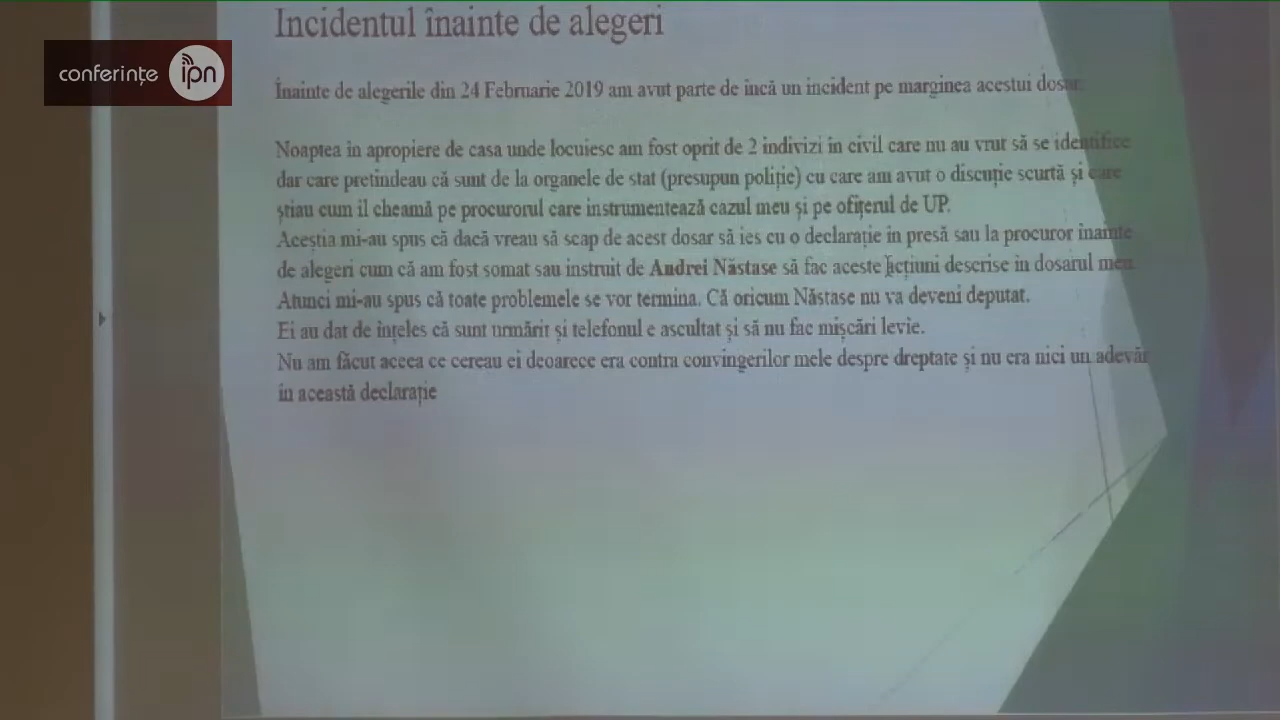 conferințe ipn
Incidentul înainte de alegeri
Înainte de alegerile din 24 Februarie 2019 am avut parte de încă un incident pe marginea acestui dosar.
Noaptea în apropiere de casa unde locuiesc am fost oprit de 2 indivizi în civil care nu au vrut să se identifice
dar care pretindeau că sunt de la organele de stat (presupun poliție) cu care am avut o discuție scurtă și care
știau cum îl cheamă pe procurorul care instrumentează cazul meu și pe ofițerul de UP.
Aceștia mi-au spus că dacă vreau să scap de acest dosar să ies cu o declarație în presă sau la procuror înainte
de alegeri cum că am fost somat sau instruit de Andrei Năstase să fac aceste acțiuni descrise în dosarul meu.
Atunci mi-au spus că toate problemele se vor termina. Că oricum Năstase nu va deveni deputat.
Ei au dat de înțeles că sunt urmărit și telefonul e ascultat și să nu fac mișcări levie.
Nu am făcut aceea ce cereau ei deoarece era contra convingerilor mele despre dreptate și nu era nici un adevăr
în această declarație